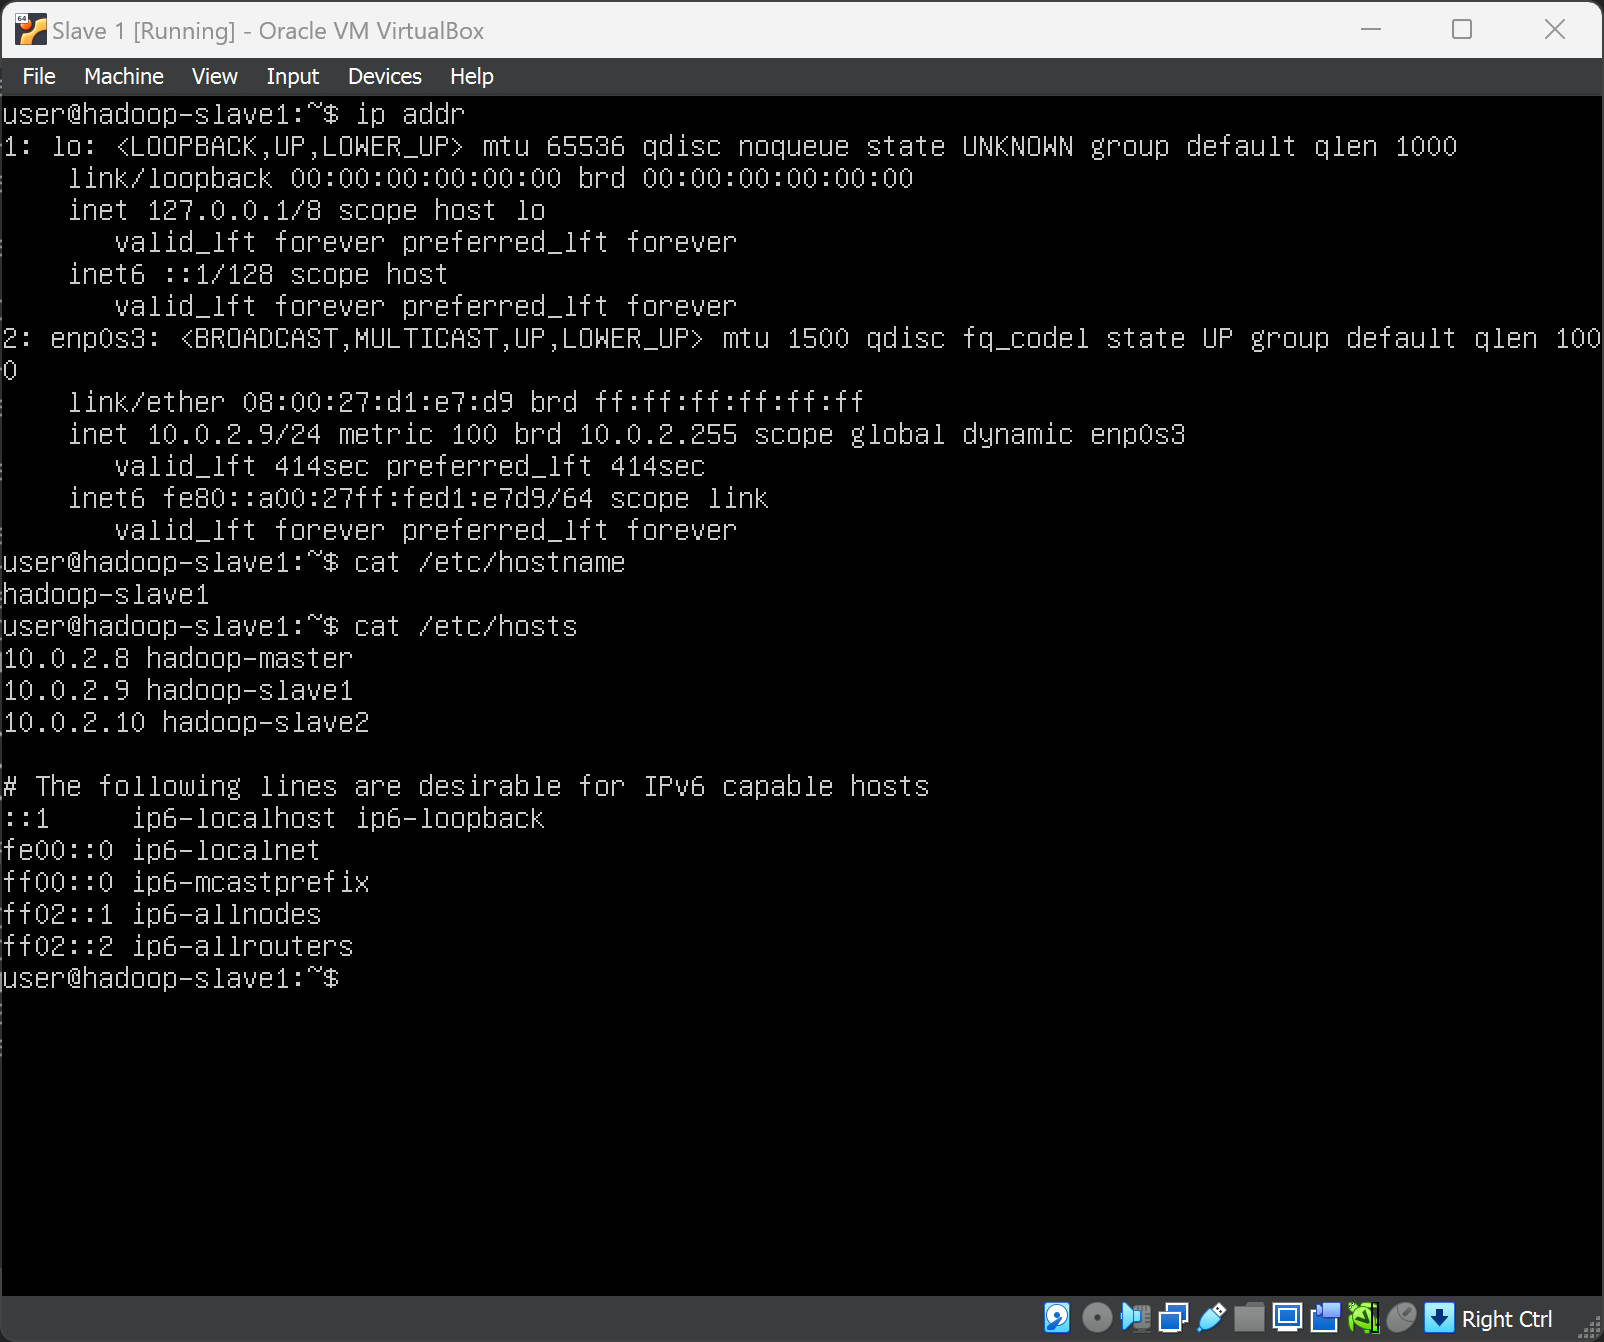 Slave 1 [Running] - Oracle VM VirtualBox
File Machine View Input Devices Help
user@hadoop-slave1:~$ ip addr
1: lo: <LOOPBACK,UP,LOWER_UP> mtu 65536 qdisc noqueue state UNKNOWN group default qlen 1000
    link/loopback 00:00:00:00:00:00 brd 00:00:00:00:00:00
    inet 127.0.0.1/8 scope host lo
       valid_lft forever preferred_lft forever
    inet6 ::1/128 scope host
       valid_lft forever preferred_lft forever
2: enp0s3: <BROADCAST,MULTICAST,UP,LOWER_UP> mtu 1500 qdisc fq_codel state UP group default qlen 100
0
    link/ether 08:00:27:d1:e7:d9 brd ff:ff:ff:ff:ff:ff
    inet 10.0.2.9/24 metric 100 brd 10.0.2.255 scope global dynamic enp0s3
       valid_lft 414sec preferred_lft 414sec
    inet6 fe80::a00:27ff:fed1:e7d9/64 scope link
       valid_lft forever preferred_lft forever
user@hadoop-slave1:~$ cat /etc/hostname
hadoop-slave1
user@hadoop-slave1:~$ cat /etc/hosts
10.0.2.8 hadoop-master
10.0.2.9 hadoop-slave1
10.0.2.10 hadoop-slave2
# The following lines are desirable for IPv6 capable hosts
::1     ip6-localhost ip6-loopback
fe00::0 ip6-localnet
ff00::0 ip6-mcastprefix
ff02::1 ip6-allnodes
ff02::2 ip6-allrouters
user@hadoop-slave1:~$
Right Ctrl